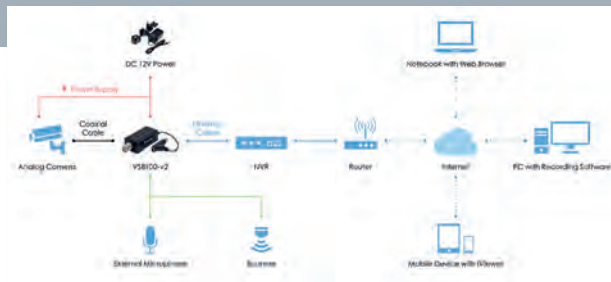 DC 12V Power
Notebook with Web Browser
Power Supply
Coaxial
Cable
Analog Camera
VS8100-v2
NVR
Router
Internet
PC with Recording Software
External Microphone
Mobile Device with iViewer